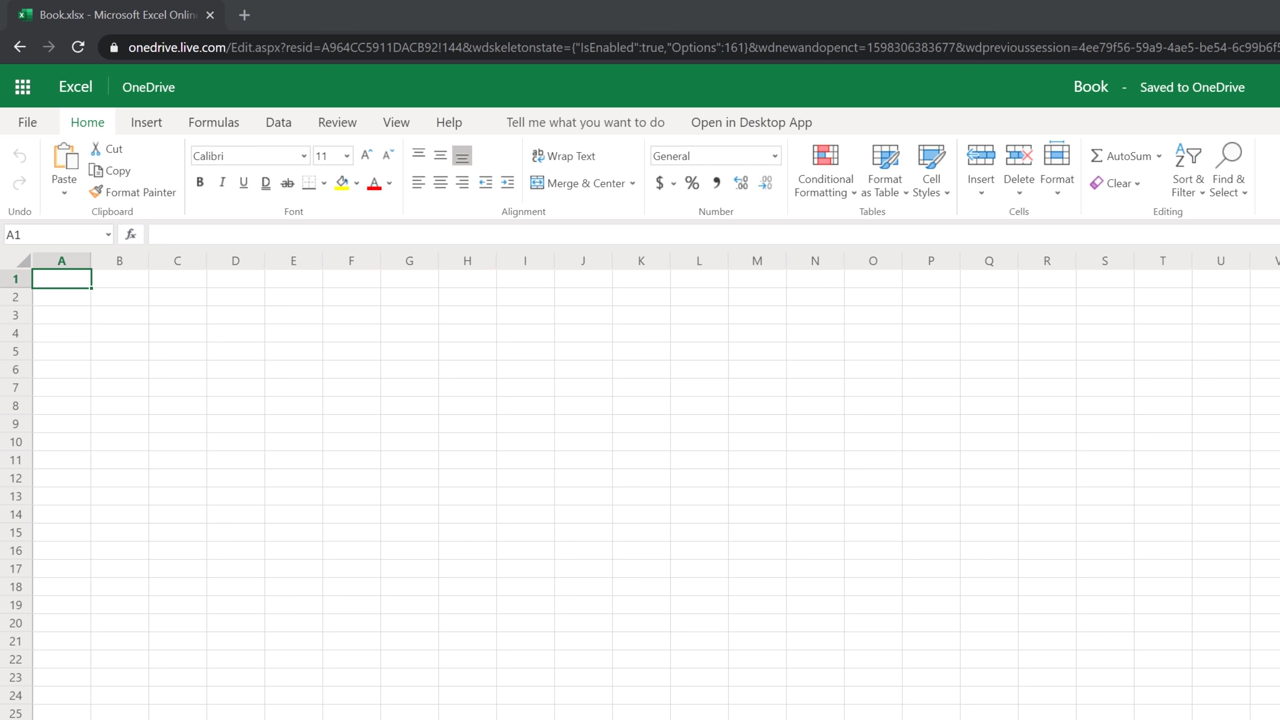 Book.xlsx - Microsoft Excel Onlin
onedrive.live.com/Edit.aspx?resid=A964CC5911DACB92!144&wdskeletonstate={"IsEnabled":true,"Options":161}&wdnewandopenct=1598306383677&wdprevioussession=4ee79f56-59a9-4ae5-be54-6c99b6f5
Excel OneDrive Book - Saved to OneDrive
File Home Insert Formulas Data Review View Help Tell me what you want to do Open in Desktop App
Paste
Cut
Copy
Format Painter
Calibri 11
B I U D ab A
Wrap Text
Merge & Center
General
$ % 9
Conditional Formatting
Format as Table
Cell Styles
Insert Delete Format
AutoSum
Clear
Sort & Filter
Find & Select
Undo Clipboard Font Alignment Number Tables Cells Editing
A1 fx
A B C D E F G H I J K L M N O P Q R S T U V
1
2
3
4
5
6
7
8
9
10
11
12
13
14
15
16
17
18
19
20
21
22
23
24
25